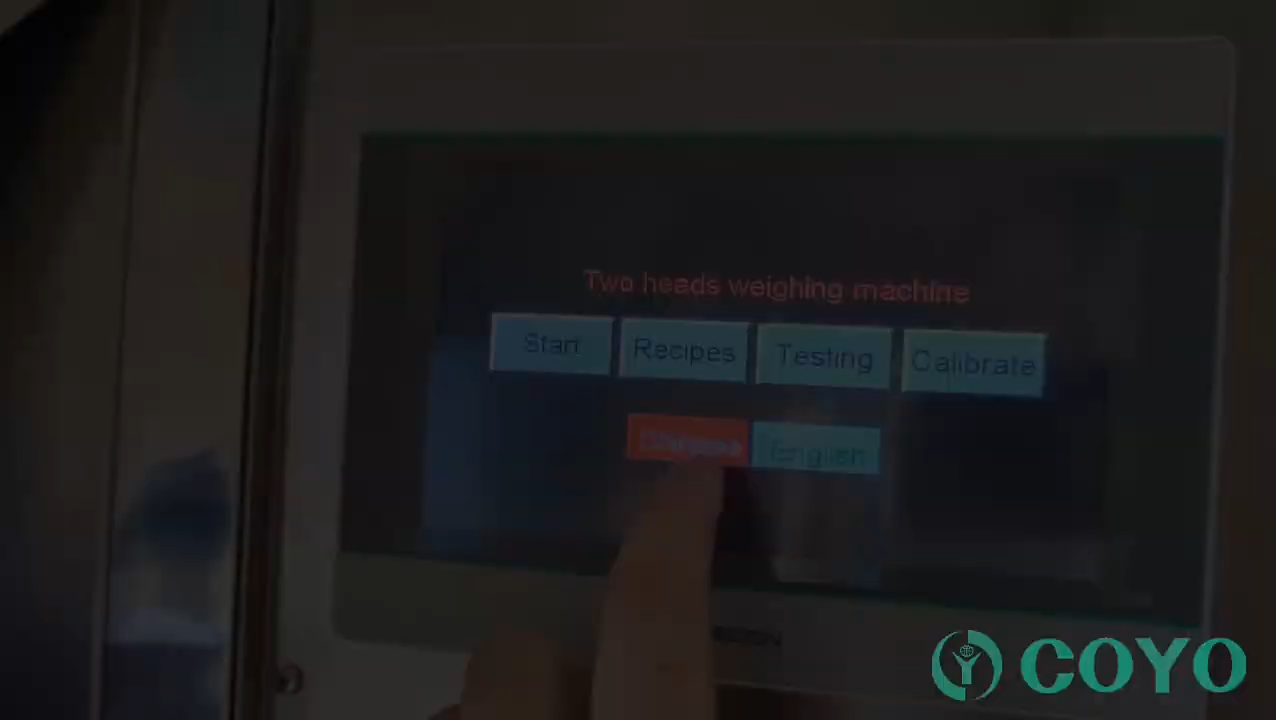 Two heads weighing machine
Start Recipes Testing Calibrate
English
COYO